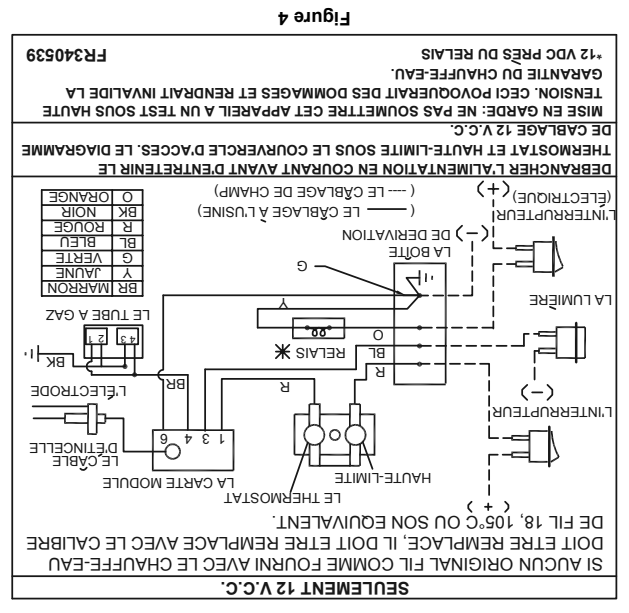 SEULEMENT 12 V.C.C.
SI AUCUN ORIGINAL FIL COMME FOURNI AVEC LE CHAUFFE-EAU
DOIT ETRE REMPLACE, IL DOIT ETRE REMPLACE AVEC LE CALIBRE
DE FIL 18, 105°C OU SON EQUIVALENT.
(+)
LE THERMOSTAT
HAUTE-LIMITE
LA CARTE MODULE
1 3 4 6
LE CÂBLE
D'ÉTINCELLE
L'ÉLECTRODE
L'INTERRUPTEUR
(−)
LA LUMIÈRE
R
BL
O
R
RELAIS
BR
BK
4 3 2 1
LE TUBE A GAZ
Y
G
LA BOÎTE
DE DERIVATION
(−)
L'INTERRUPTEUR
(ÉLECTRIQUE)
(+)
( —— LE CÂBLAGE À L'USINE)
( ---- LE CÂBLAGE DE CHAMP)
BR MARRON
Y JAUNE
G VERTE
BL BLEU
R ROUGE
BK NOIR
O ORANGE
DEBRANCHER L'ALIMENTATION EN COURANT AVANT D'ENTRETENIR LE
THERMOSTAT ET HAUTE-LIMITE SOUS LE COURVERCLE D'ACCES. LE DIAGRAMME
DE CABLAGE 12 V.C.C.
MISE EN GARDE: NE PAS SOUMETTRE CET APPAREIL A UN TEST SOUS HAUTE
TENSION. CECI POVOQUERAIT DES DOMMAGES ET RENDRAIT INVALIDE LA
GARANTIE DU CHAUFFE-EAU.
*12 VDC PRÈS DU RELAIS
FR340539
Figure 4